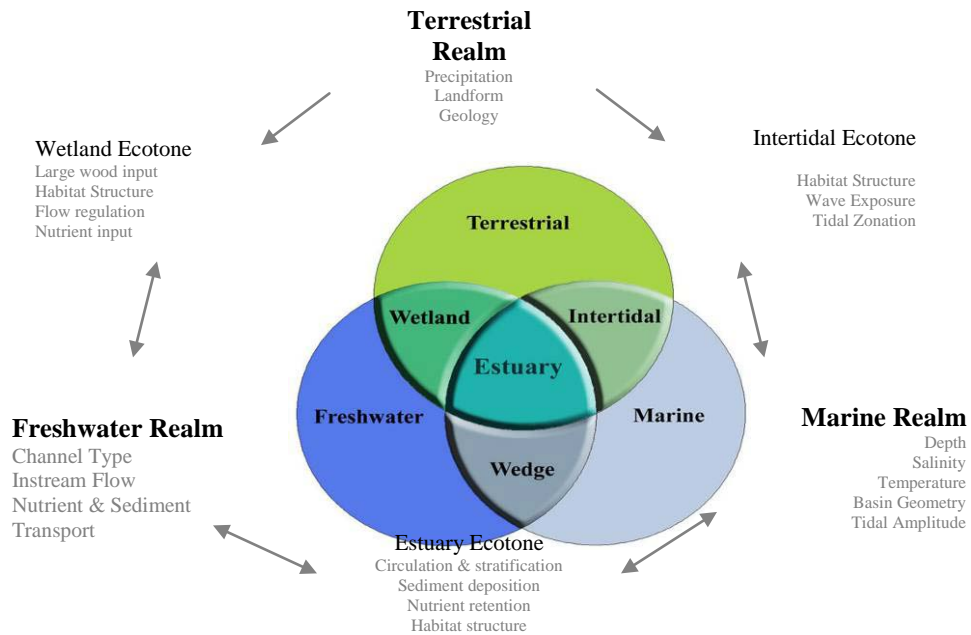 Terrestrial
Realm
Precipitation
Landform
Geology
Wetland Ecotone
Large wood input
Habitat Structure
Flow regulation
Nutrient input
Intertidal Ecotone
Habitat Structure
Wave Exposure
Tidal Zonation
Terrestrial
Wetland
Intertidal
Estuary
Freshwater
Marine
Wedge
Freshwater Realm
Channel Type
Instream Flow
Nutrient & Sediment
Transport
Marine Realm
Depth
Salinity
Temperature
Basin Geometry
Tidal Amplitude
Estuary Ecotone
Circulation & stratification
Sediment deposition
Nutrient retention
Habitat structure